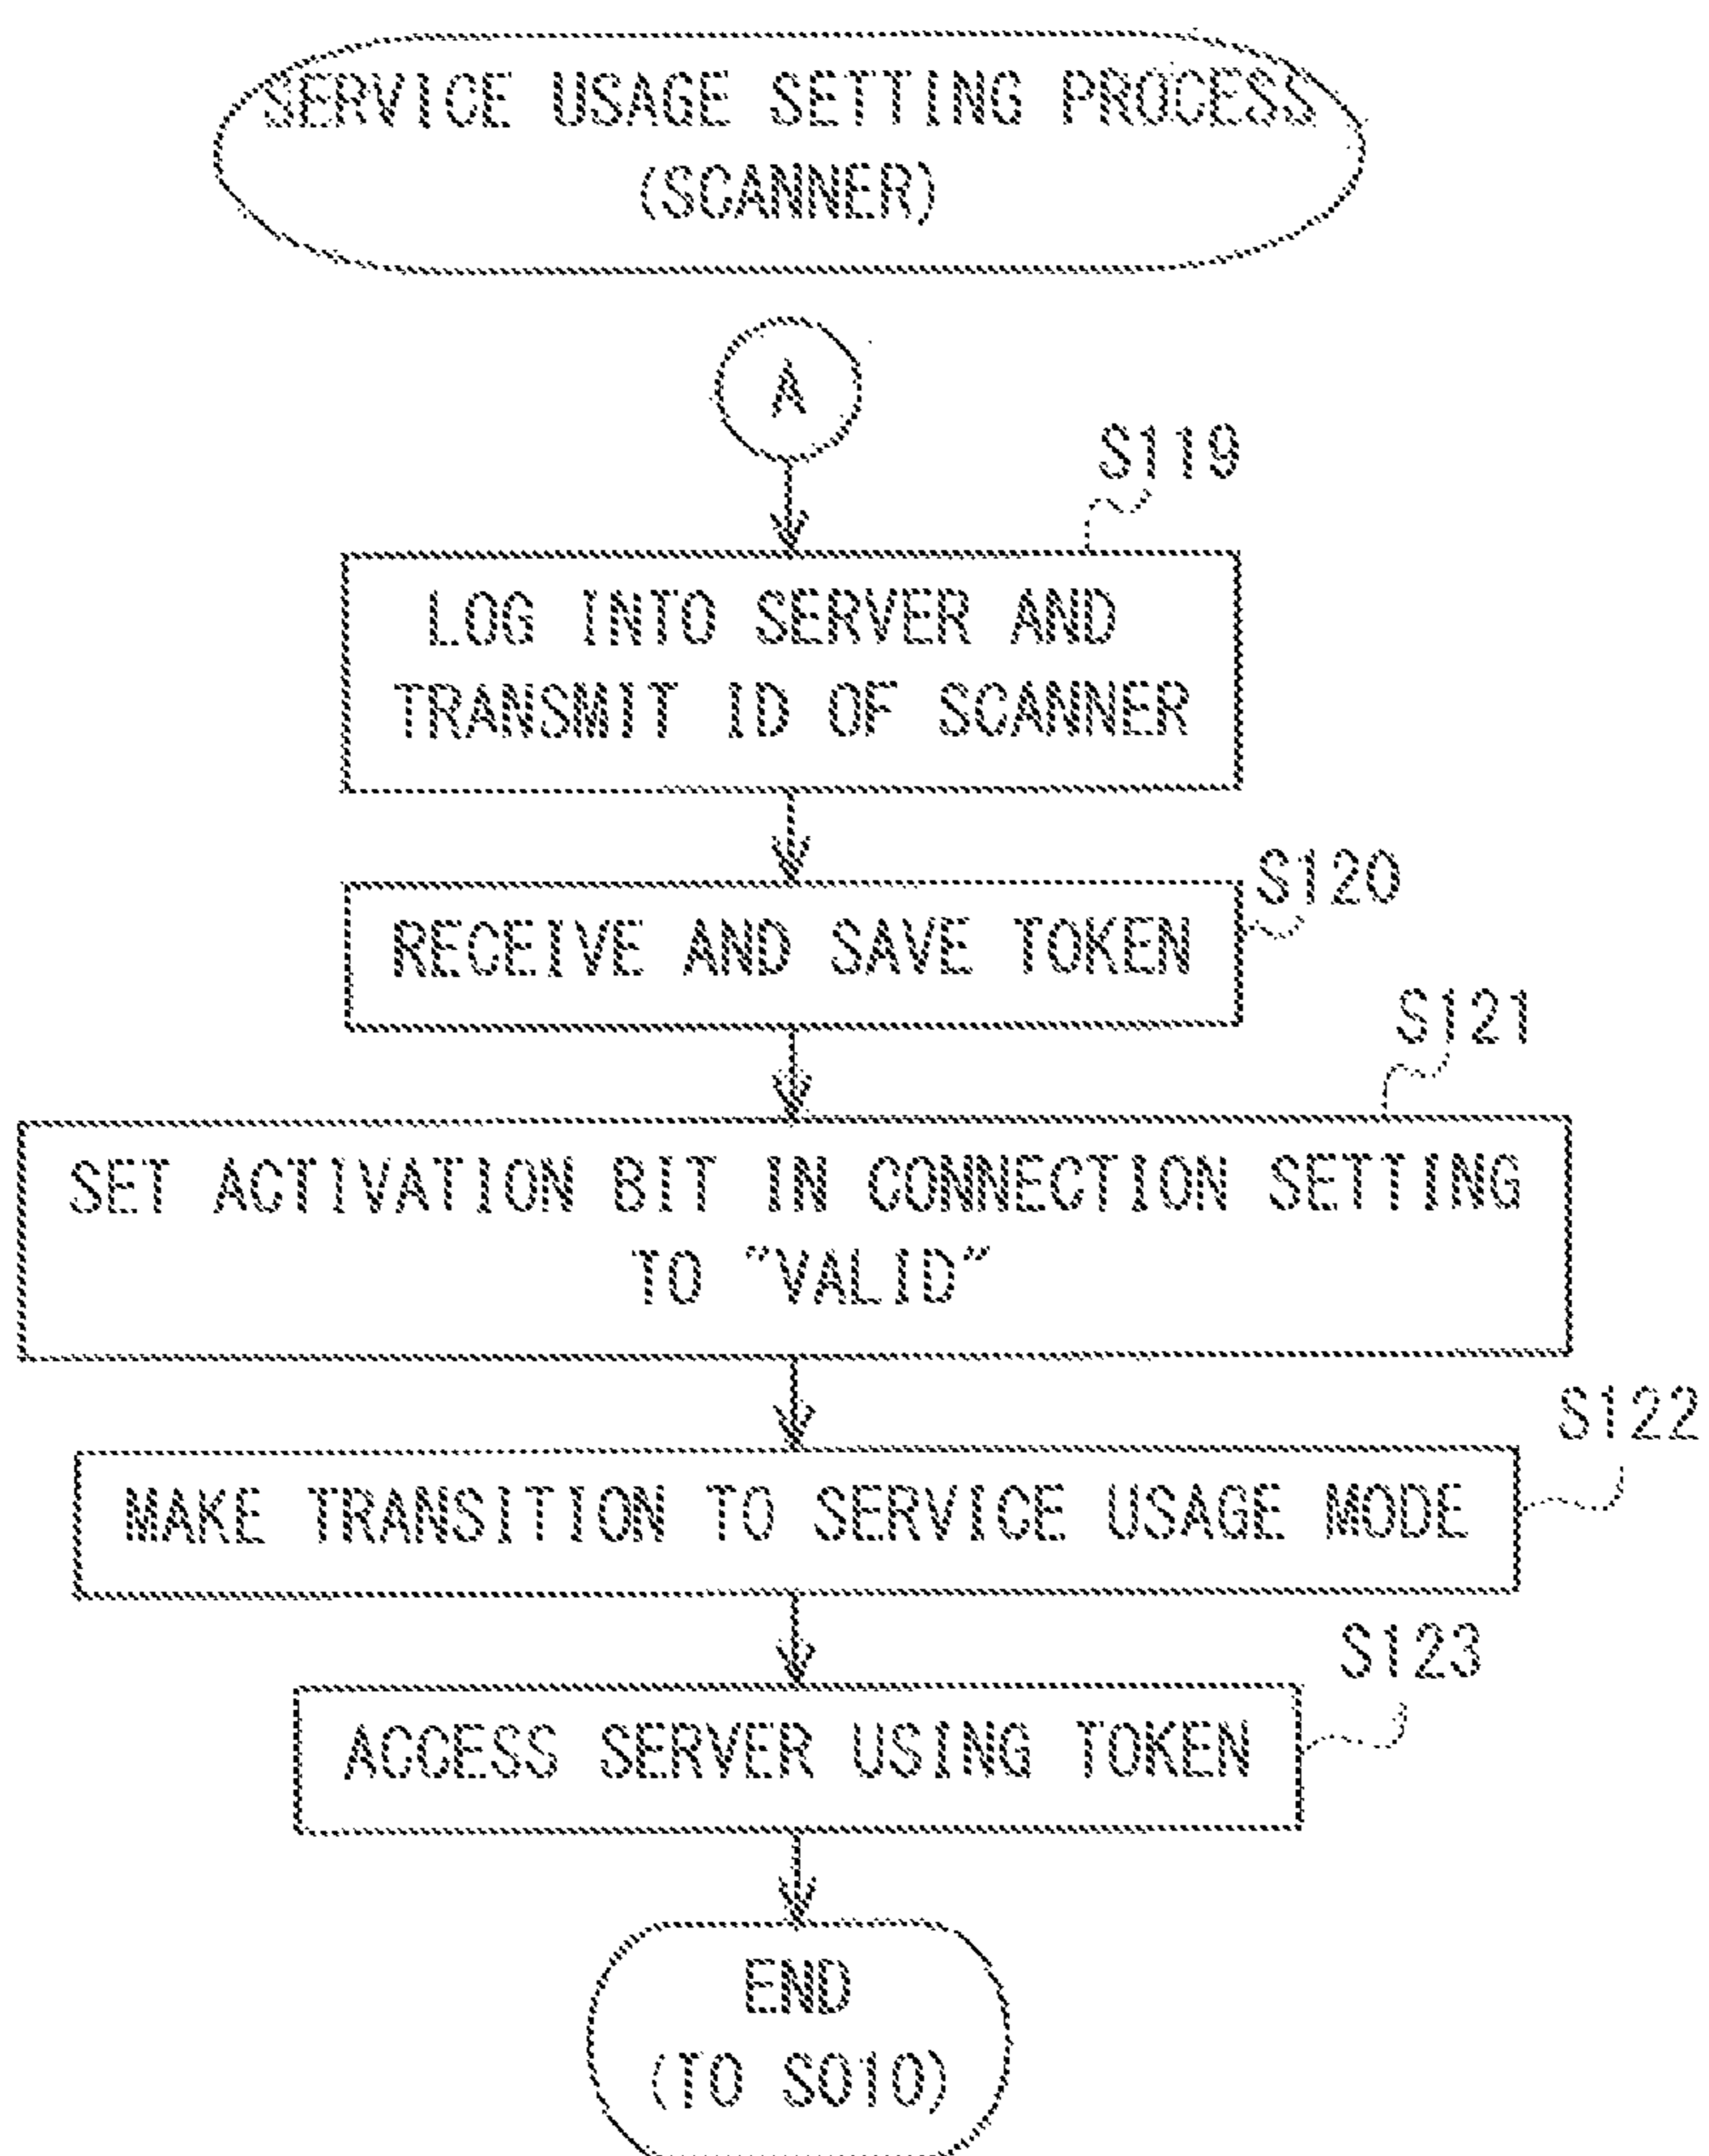 SERVICE USAGE SETTING PROCESS
(SCANNER)
A
S119
LOG INTO SERVER AND
TRANSMIT ID OF SCANNER
S120
RECEIVE AND SAVE TOKEN
S121
SET ACTIVATION BIT IN CONNECTION SETTING
TO "VALID"
S122
MAKE TRANSITION TO SERVICE USAGE MODE
S123
ACCESS SERVER USING TOKEN
END
(TO S010)